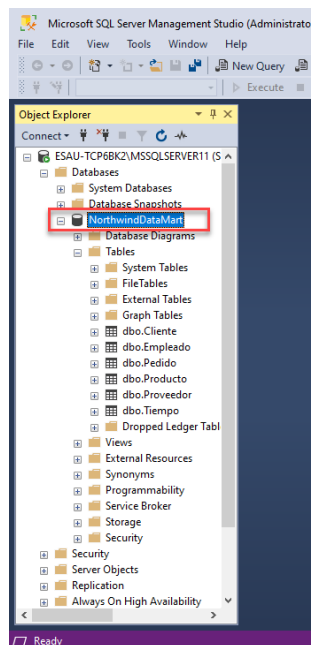 Microsoft SQL Server Management Studio (Administrato
File Edit View Tools Window Help
New Query
Execute
Object Explorer
Connect
ESAU-TCP6BK2\MSSQLSERVER11 (S
Databases
System Databases
Database Snapshots
NorthwindDataMart
Database Diagrams
Tables
System Tables
FileTables
External Tables
Graph Tables
dbo.Cliente
dbo.Empleado
dbo.Pedido
dbo.Producto
dbo.Proveedor
dbo.Tiempo
Dropped Ledger Tabl
Views
External Resources
Synonyms
Programmability
Service Broker
Storage
Security
Security
Server Objects
Replication
Always On High Availability
Ready